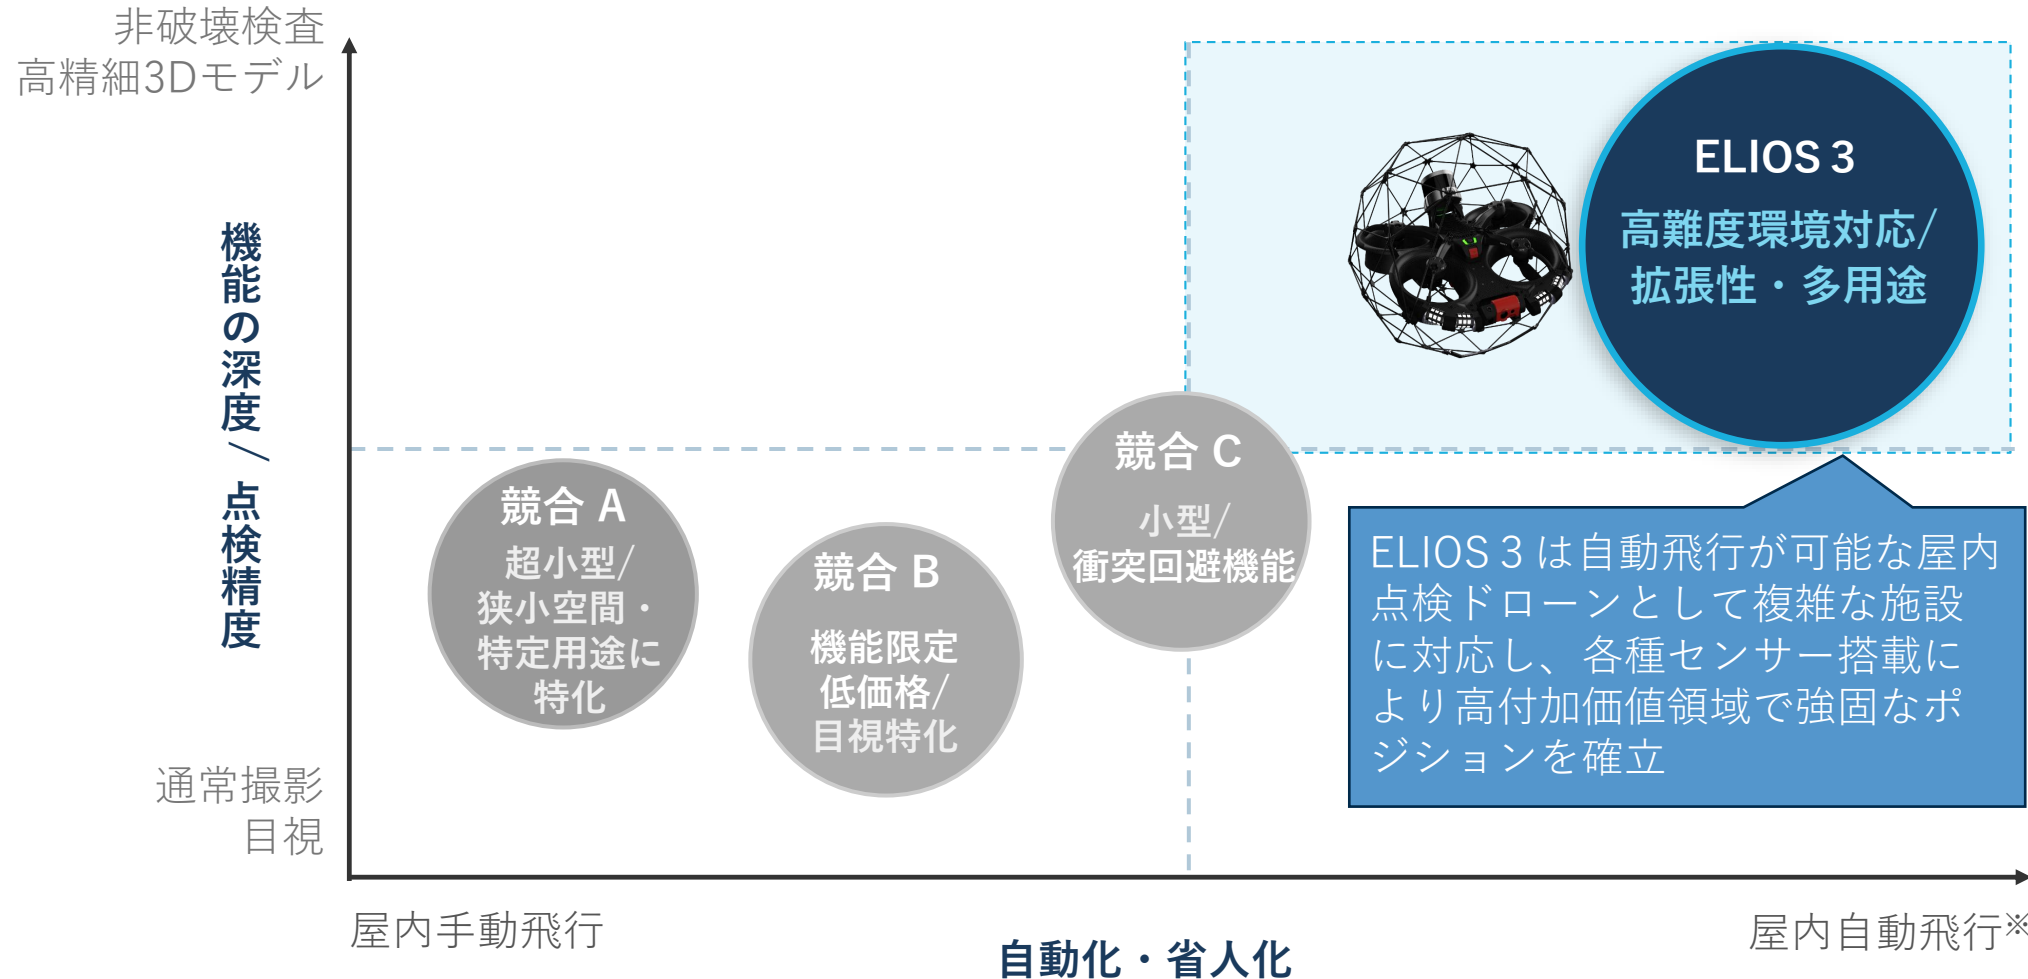 非破壊検査
高精細3Dモデル
機能の深度/点検精度
通常撮影
目視
ELIOS 3
高難度環境対応/
拡張性・多用途
競合 A
超小型/
狭小空間・
特定用途に
特化
競合 B
機能限定
低価格/
目視特化
競合 C
小型/
衝突回避機能
ELIOS 3 は自動飛行が可能な屋内
点検ドローンとして複雑な施設
に対応し、各種センサー搭載に
より高付加価値領域で強固なポ
ジションを確立
屋内手動飛行
自動化・省人化
屋内自動飛行※